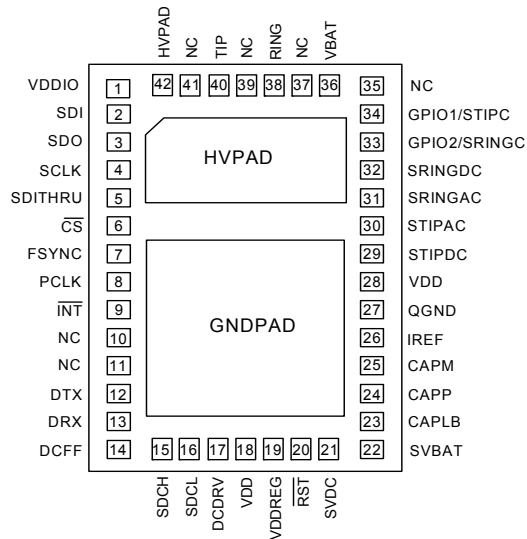 HVPAD
NC
TIP
NC
RING
NC
VBAT
42
41
40
39
38
37
36
VDDIO 1
SDI 2
SDO 3
SCLK 4
SDITHRU 5
CS 6
FSYNC 7
PCLK 8
INT 9
NC 10
NC 11
DTX 12
DRX 13
DCFF 14
HVPAD
GNDPAD
35 NC
34 GPIO1/STIPC
33 GPIO2/SRINGC
32 SRINGDC
31 SRINGAC
30 STIPAC
29 STIPDC
28 VDD
27 QGND
26 IREF
25 CAPM
24 CAPP
23 CAPLB
22 SVBAT
15
16
17
18
19
20
21
SDCH
SDCL
DCDRV
VDD
VDDREG
RST
SVDC